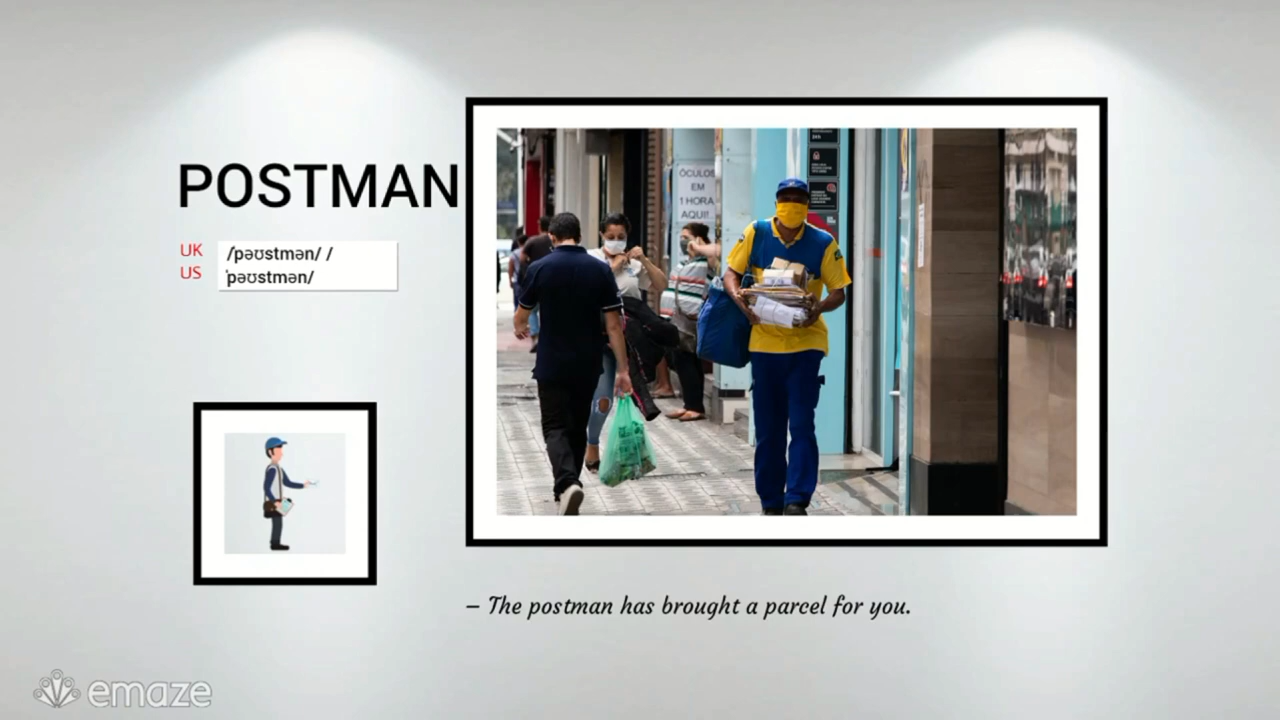 POSTMAN
UK
/pəʊstmən/ /
US
ˈpəʊstmən/
ÓCULOS
EM
1 HORA
AQUI!
– The postman has brought a parcel for you.
emaze